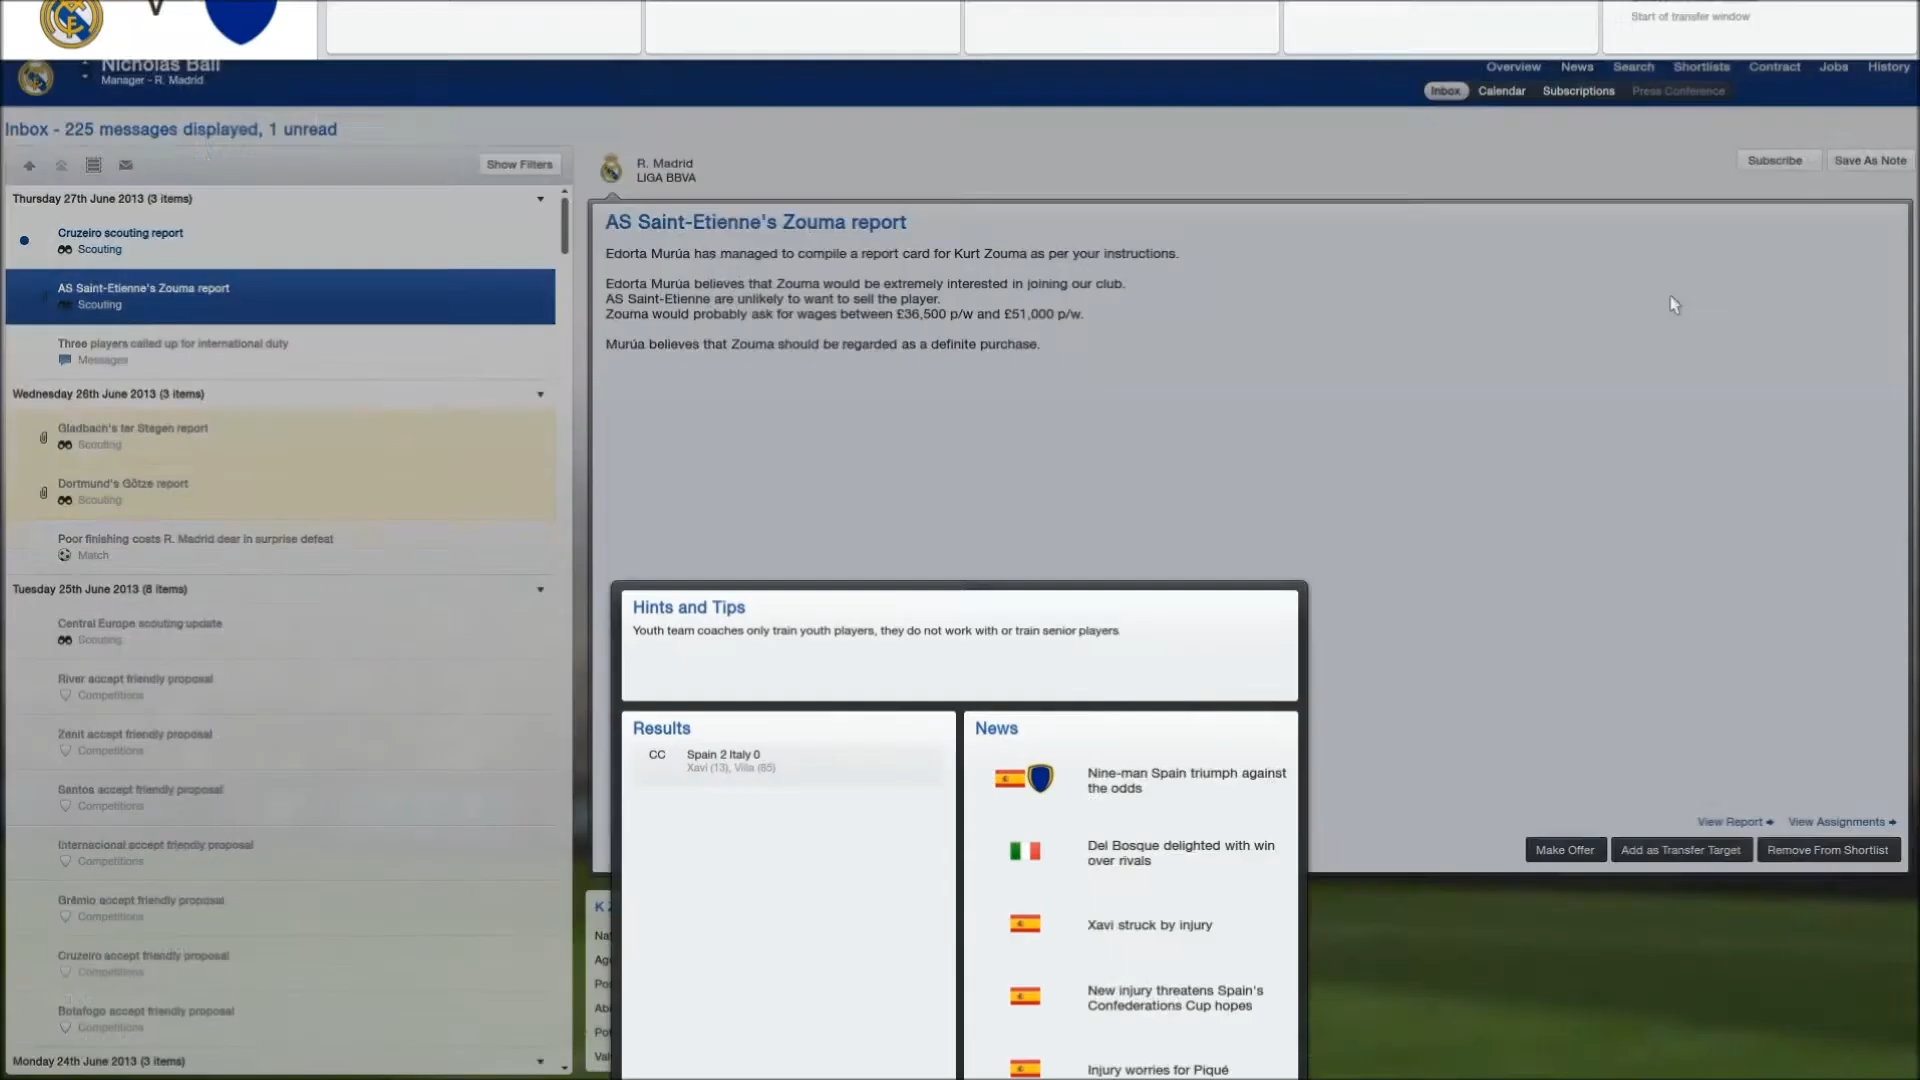 V
Start of transfer window
Nicholas Ball
Manager - R. Madrid
Overview News Search Shortlists Contract Jobs History
Inbox Calendar Subscriptions Press Conference
Inbox - 225 messages displayed, 1 unread
Show Filters
R. Madrid
LIGA BBVA
Subscribe
Save As Note
Thursday 27th June 2013 (3 items)
Cruzeiro scouting report
Scouting
AS Saint-Etienne's Zouma report
Scouting
Three players called up for international duty
Messages
Wednesday 26th June 2013 (3 items)
Gladbach's ter Stegen report
Scouting
Dortmund's Götze report
Scouting
Poor finishing costs R. Madrid dear in surprise defeat
Match
Tuesday 25th June 2013 (8 items)
Central Europe scouting update
Scouting
River accept friendly proposal
Competitions
Zenit accept friendly proposal
Competitions
Santos accept friendly proposal
Competitions
Internacional accept friendly proposal
Competitions
Grêmio accept friendly proposal
Competitions
Cruzeiro accept friendly proposal
Competitions
Botafogo accept friendly proposal
Competitions
Monday 24th June 2013 (3 items)
AS Saint-Etienne's Zouma report
Edorta Murúa has managed to compile a report card for Kurt Zouma as per your instructions.
Edorta Murúa believes that Zouma would be extremely interested in joining our club.
AS Saint-Etienne are unlikely to want to sell the player.
Zouma would probably ask for wages between £36,500 p/w and £51,000 p/w.
Murúa believes that Zouma should be regarded as a definite purchase.
View Report
View Assignments
Make Offer
Add as Transfer Target
Remove From Shortlist
Hints and Tips
Youth team coaches only train youth players, they do not work with or train senior players
Results
CC Spain 2 Italy 0
Xavi (13), Villa (85)
News
Nine-man Spain triumph against
the odds
Del Bosque delighted with win
over rivals
Xavi struck by injury
New injury threatens Spain's
Confederations Cup hopes
Injury worries for Piqué